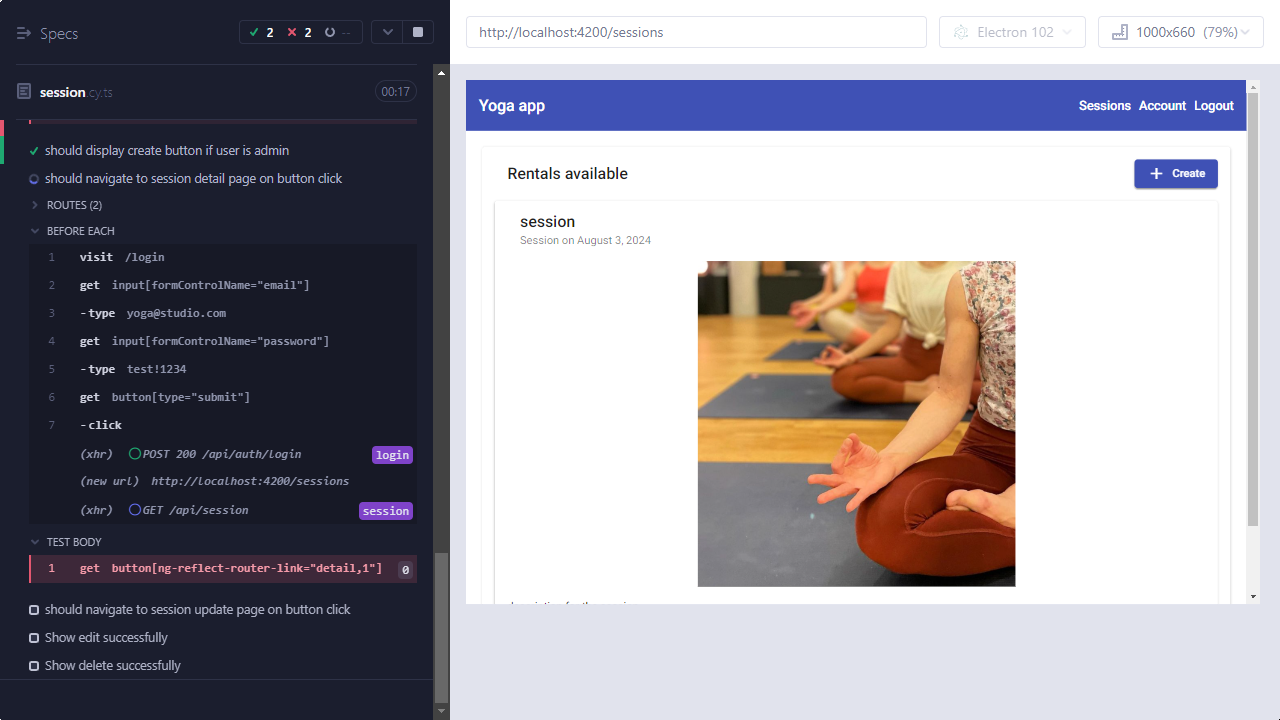 Specs
2
2
--
session.cy.ts
00:17
should display create button if user is admin
should navigate to session detail page on button click
ROUTES (2)
BEFORE EACH
1 visit /login
2 get input[formControlName="email"]
3 -type yoga@studio.com
4 get input[formControlName="password"]
5 -type test!1234
6 get button[type="submit"]
7 -click
(xhr) POST 200 /api/auth/login login
(new url) http://localhost:4200/sessions
(xhr) GET /api/session session
TEST BODY
1 get button[ng-reflect-router-link="detail,1"] 0
should navigate to session update page on button click
Show edit successfully
Show delete successfully
http://localhost:4200/sessions
Electron 102
1000x660 (79%)
Yoga app
Sessions Account Logout
Rentals available
Create
session
Session on August 3, 2024